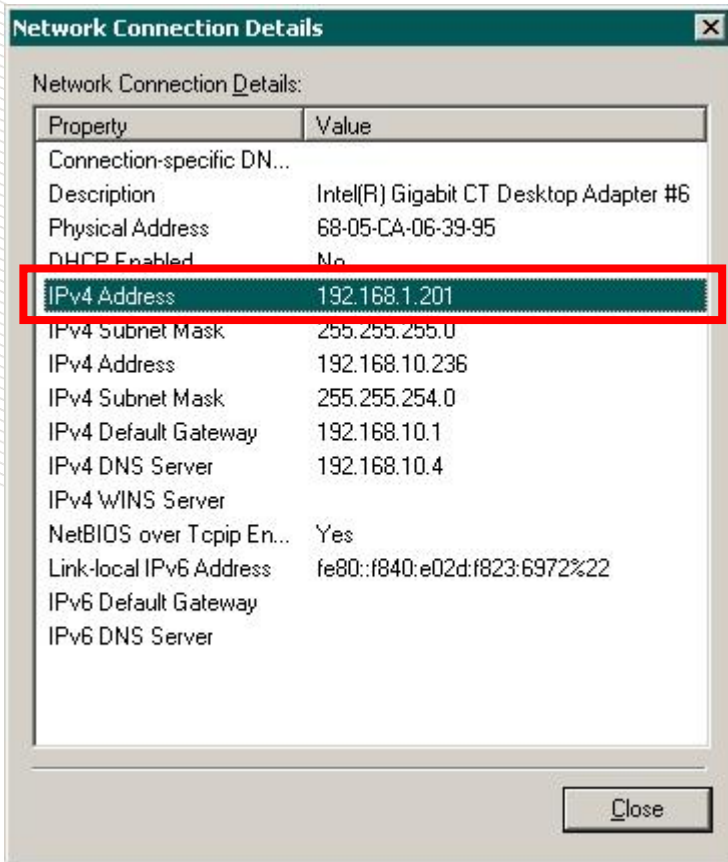 Network Connection Details
Network Connection Details:
Property Value
Connection-specific DN...
Description Intel(R) Gigabit CT Desktop Adapter #6
Physical Address 68-05-CA-06-39-95
DHCP Enabled No
IPv4 Address 192.168.1.201
IPv4 Subnet Mask 255.255.255.0
IPv4 Address 192.168.10.236
IPv4 Subnet Mask 255.255.254.0
IPv4 Default Gateway 192.168.10.1
IPv4 DNS Server 192.168.10.4
IPv4 WINS Server
NetBIOS over Tcpip En... Yes
Link-local IPv6 Address fe80::f840:e02d:f823:6972%22
IPv6 Default Gateway
IPv6 DNS Server
Close